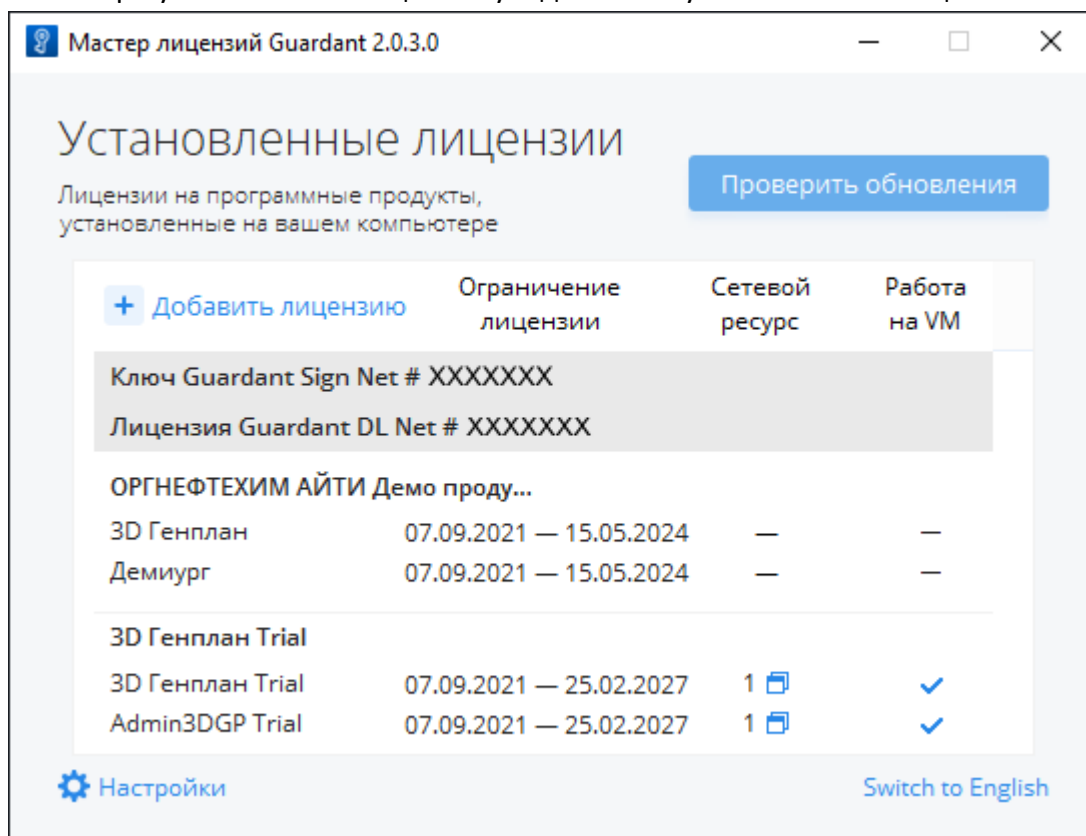 Мастер лицензий Guardant 2.0.3.0
Установленные лицензии
Проверить обновления
Лицензии на программные продукты,
установленные на вашем компьютере
+ Добавить лицензию
Ограничение
лицензии
Сетевой
ресурс
Работа
на VM
Ключ Guardant Sign Net # XXXXXXX
Лицензия Guardant DL Net # XXXXXXX
ОРГНЕФТЕХИМ АЙТИ Демо проду...
3D Генплан 07.09.2021 — 15.05.2024 — —
Демиург 07.09.2021 — 15.05.2024 — —
3D Генплан Trial
3D Генплан Trial 07.09.2021 — 25.02.2027 1
Admin3DGP Trial 07.09.2021 — 25.02.2027 1
Настройки
Switch to English